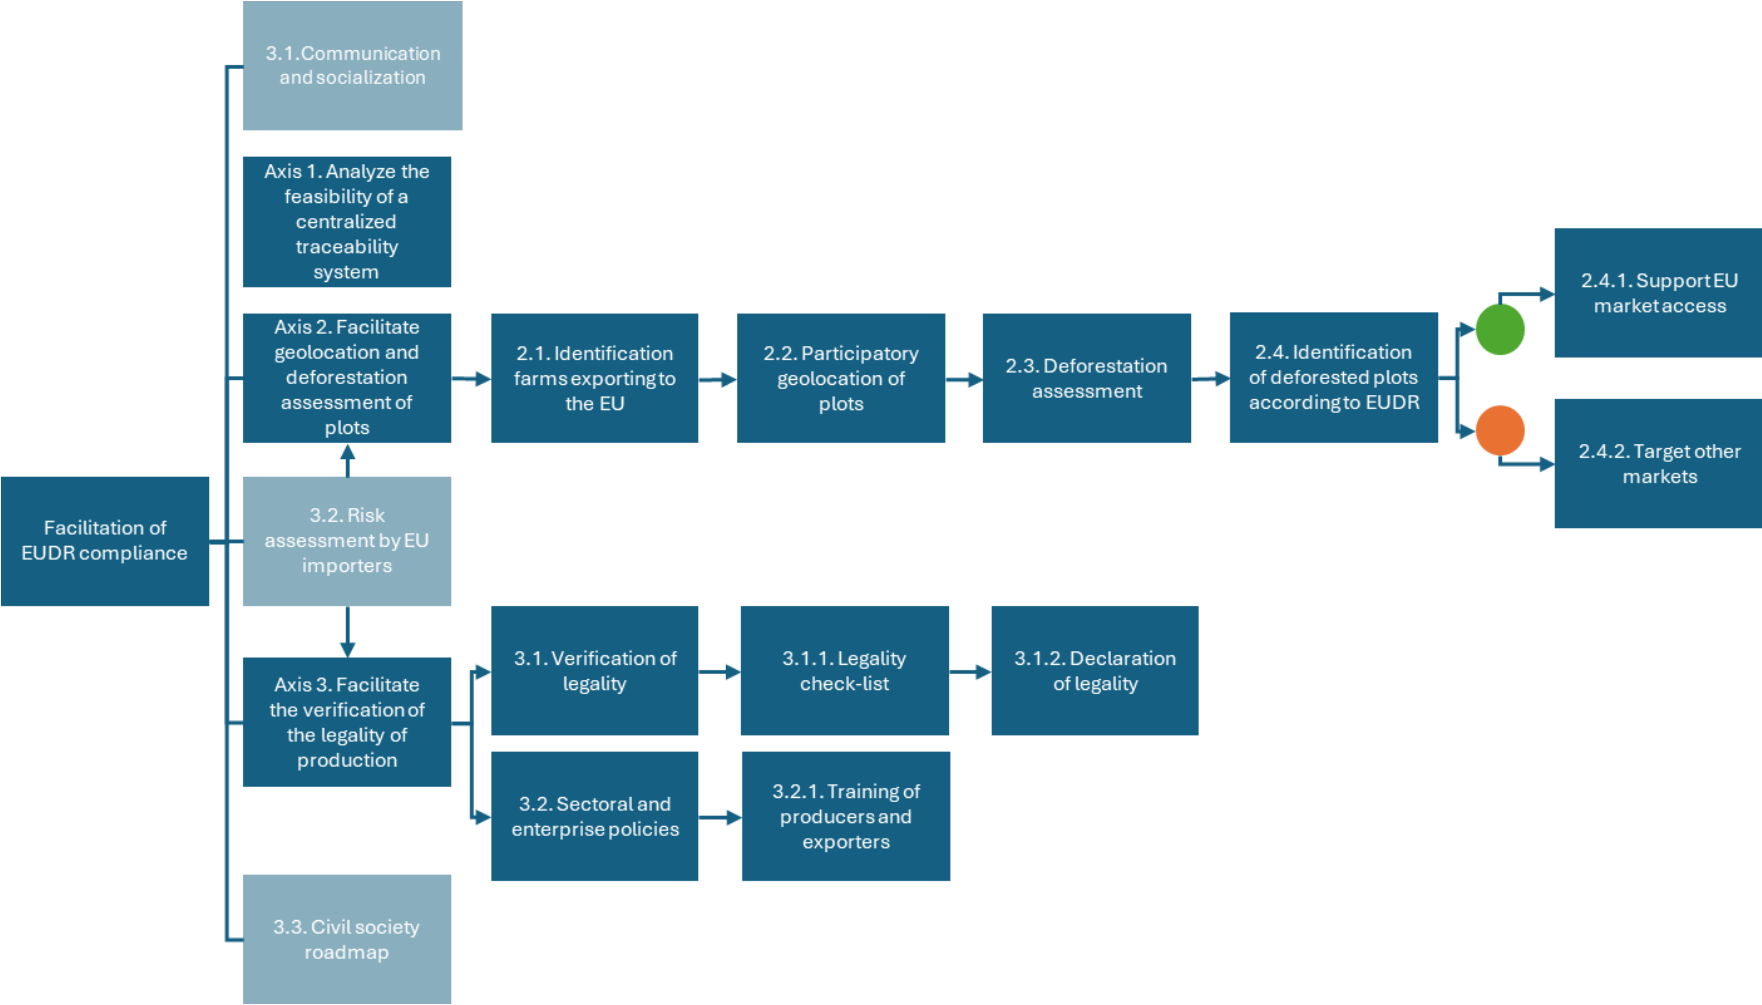 3.1.Communication
and socialization
Axis 1. Analyze the
feasibility of a
centralized
traceability
system
Axis 2. Facilitate
geolocation and
deforestation
assessment of
plots
2.1. Identification
farms exporting to
the EU
2.2. Participatory
geolocation of
plots
2.3. Deforestation
assessment
2.4. Identification
of deforested plots
according to EUDR
2.4.1. Support EU
market access
2.4.2. Target other
markets
Facilitation of
EUDR compliance
3.2. Risk
assessment by EU
importers
Axis 3. Facilitate
the verification of
the legality of
production
3.1. Verification of
legality
3.1.1. Legality
check-list
3.1.2. Declaration
of legality
3.2. Sectoral and
enterprise policies
3.2.1. Training of
producers and
exporters
3.3. Civil society
roadmap